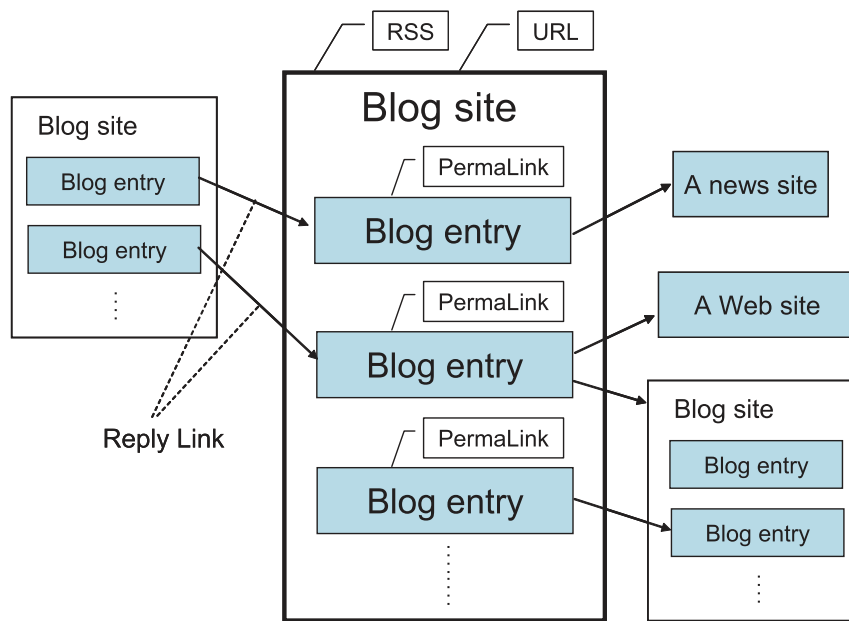 RSS
URL
Blog site
Blog entry
Blog entry
Reply Link
Blog site
PermaLink
Blog entry
PermaLink
Blog entry
PermaLink
Blog entry
A news site
A Web site
Blog site
Blog entry
Blog entry